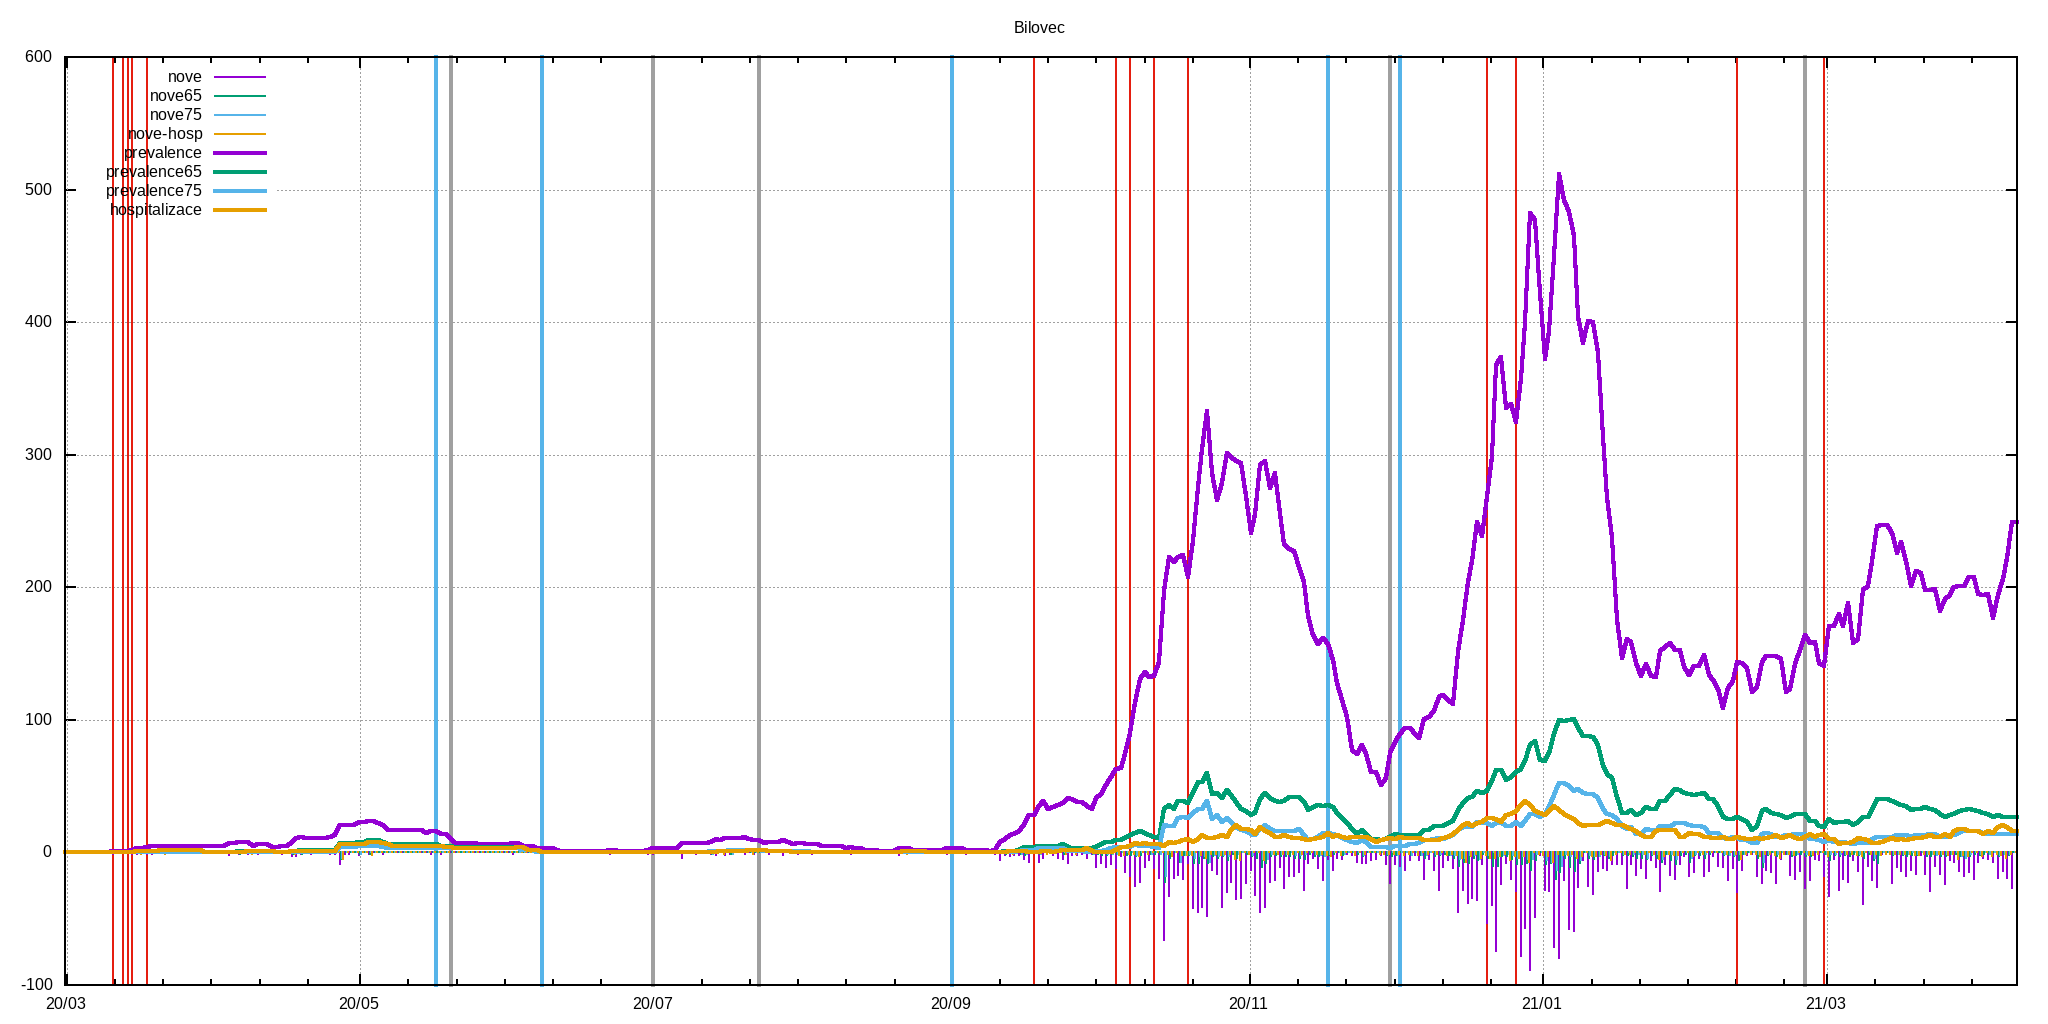 Bilovec
600
500
400
300
200
100
0
-100
nove
nove65
nove75
nove-hosp
prevalence
prevalence65
prevalence75
hospitalizace
20/03 20/05 20/07 20/09 20/11 21/01 21/03